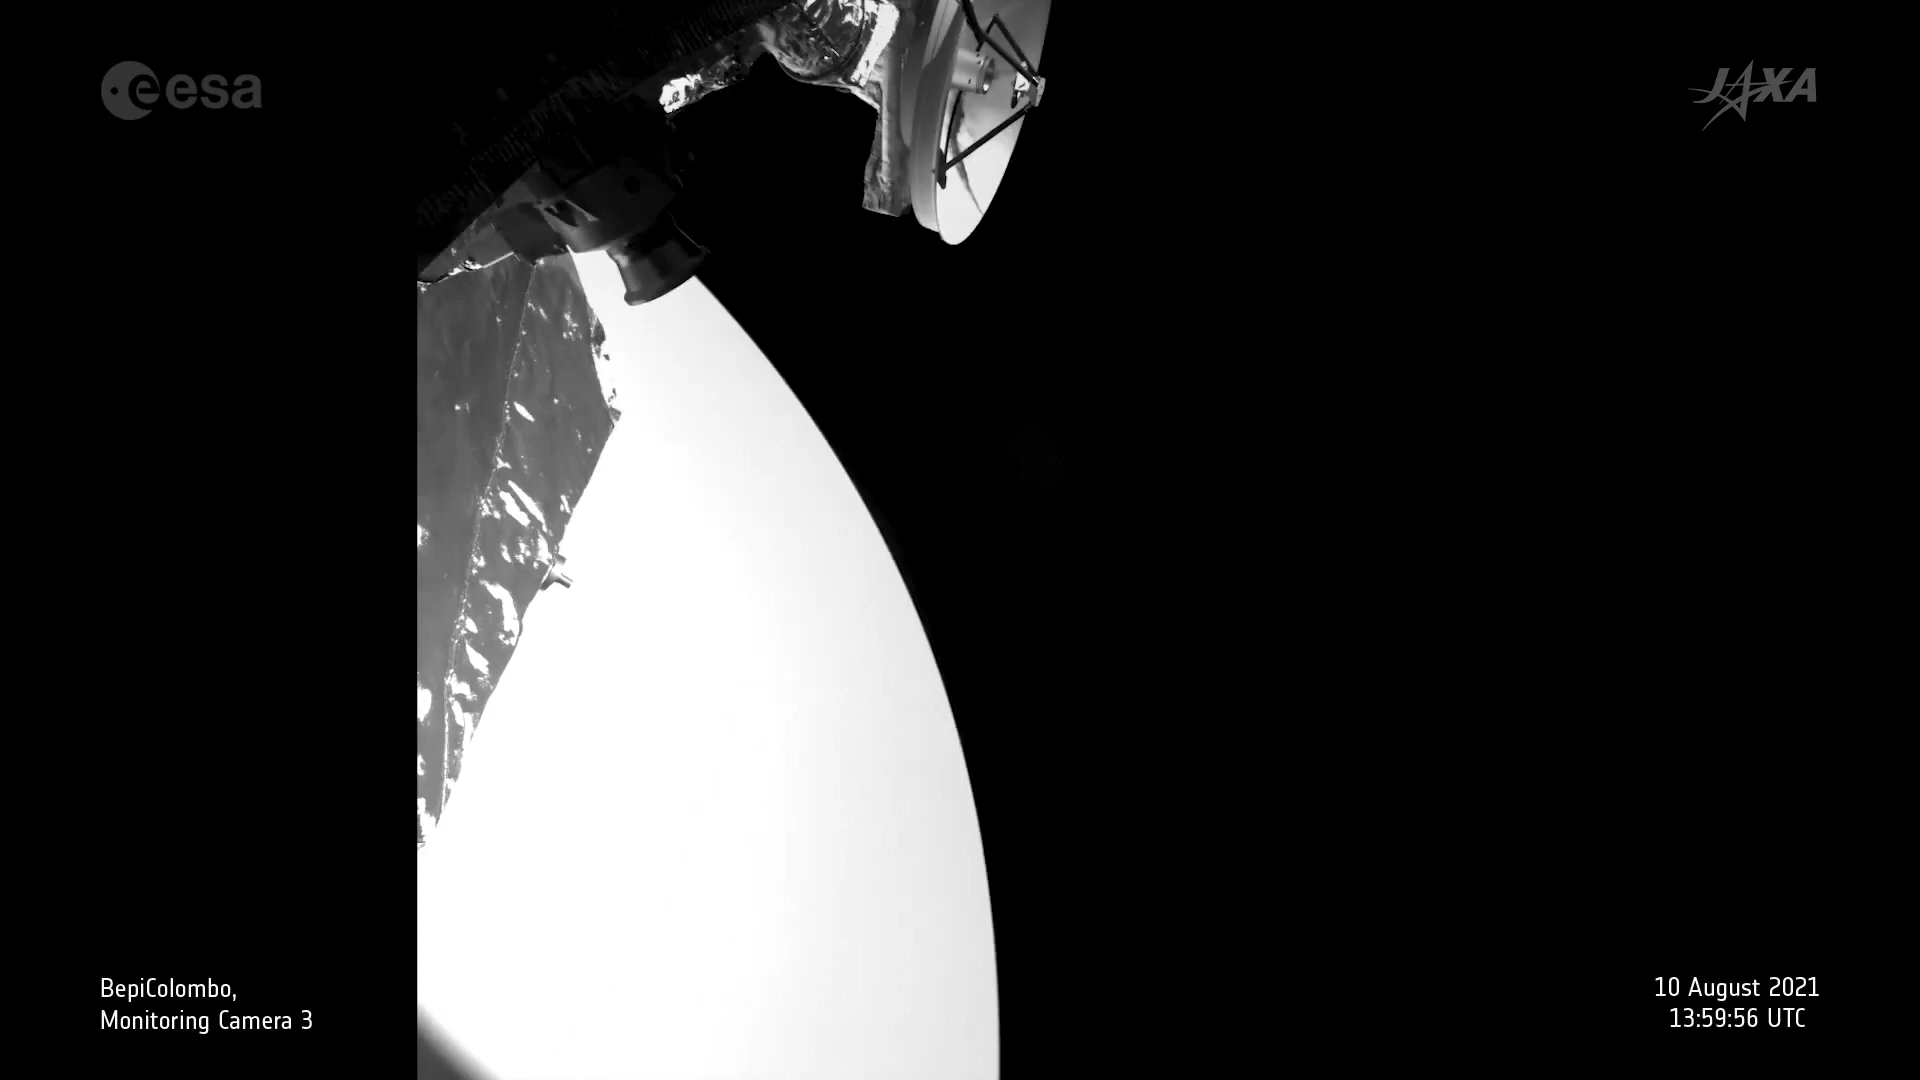 esa
JAXA
BepiColombo,
Monitoring Camera 3
10 August 2021
13:59:56 UTC